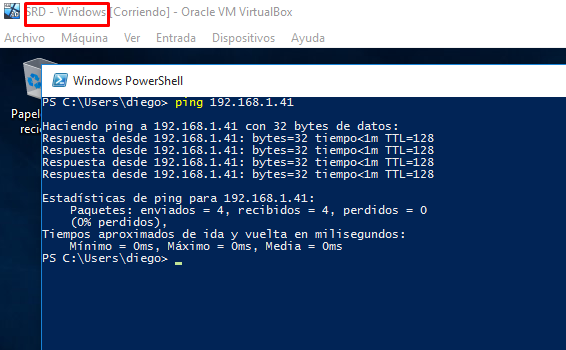 SRD - Windows [Corriendo] - Oracle VM VirtualBox
Archivo Máquina Ver Entrada Dispositivos Ayuda
Windows PowerShell
Papel
recic
PS C:\Users\diego> ping 192.168.1.41
Haciendo ping a 192.168.1.41 con 32 bytes de datos:
Respuesta desde 192.168.1.41: bytes=32 tiempo<1m TTL=128
Respuesta desde 192.168.1.41: bytes=32 tiempo<1m TTL=128
Respuesta desde 192.168.1.41: bytes=32 tiempo<1m TTL=128
Respuesta desde 192.168.1.41: bytes=32 tiempo<1m TTL=128
Estadísticas de ping para 192.168.1.41:
Paquetes: enviados = 4, recibidos = 4, perdidos = 0
(0% perdidos),
Tiempos aproximados de ida y vuelta en milisegundos:
Mínimo = 0ms, Máximo = 0ms, Media = 0ms
PS C:\Users\diego>